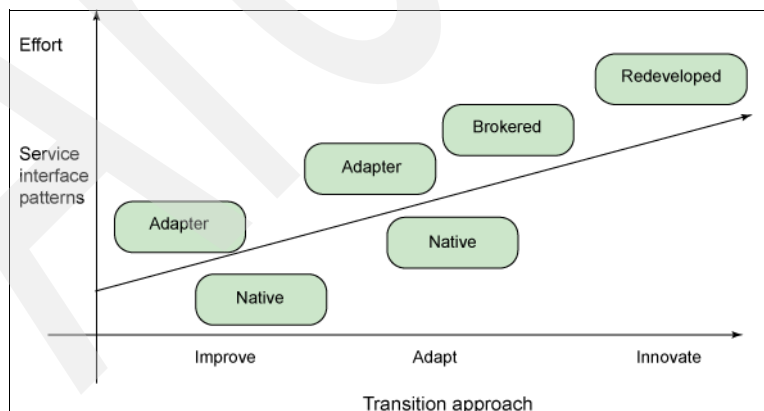 Effort
Redeveloped
Brokered
Service
interface
patterns
Adapter
Adapter
Native
Native
Improve
Adapt
Innovate
Transition approach